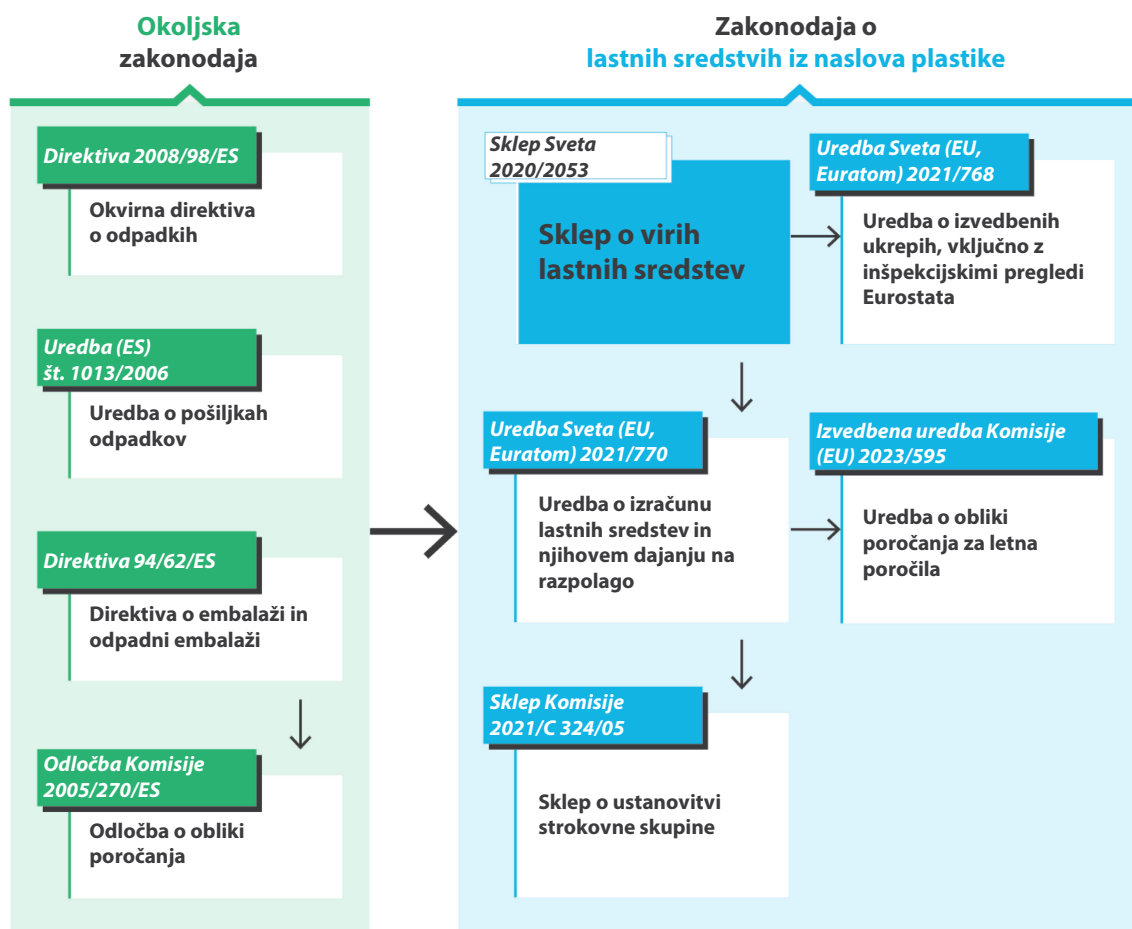 Okoljska
zakonodaja
Direktiva 2008/98/ES
Okvirna direktiva
o odpadkih
Uredba (ES)
št. 1013/2006
Uredba o pošiljkah
odpadkov
Direktiva 94/62/ES
Direktiva o embalaži in
odpadni embalaži
Odločba Komisije
2005/270/ES
Odločba o obliki
poročanja
Zakonodaja o
lastnih sredstvih iz naslova plastike
Sklep Sveta
2020/2053
Sklep o virih
lastnih sredstev
Uredba Sveta (EU,
Euratom) 2021/768
Uredba o izvedbenih
ukrepih, vključno z
inšpekcijskimi pregledi
Eurostata
Uredba Sveta (EU,
Euratom) 2021/770
Uredba o izračunu
lastnih sredstev in
njihovem dajanju na
razpolago
Izvedbena uredba Komisije
(EU) 2023/595
Uredba o obliki
poročanja za letna
poročila
Sklep Komisije
2021/C 324/05
Sklep o ustanovitvi
strokovne skupine